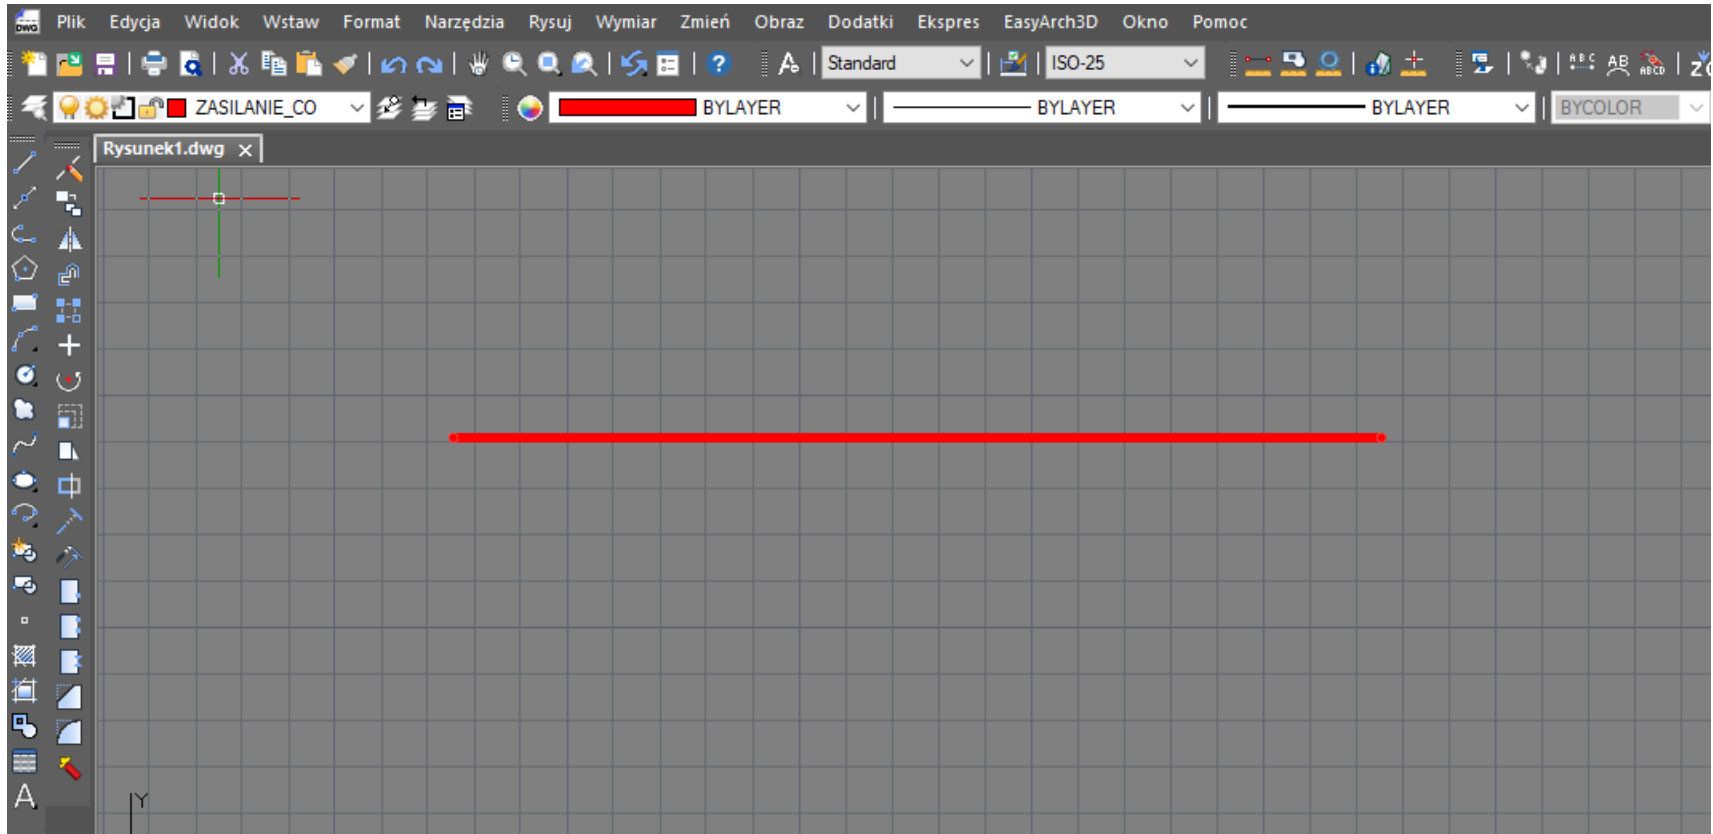 Plik Edycja Widok Wstaw Format Narzędzia Rysuj Wymiar Zmień Obraz Dodatki Ekspres EasyArch3D Okno Pomoc
Standard ISO-25
ZASILANIE_CO BYLAYER BYLAYER BYLAYER BYCOLOR
Rysunek1.dwg
Y